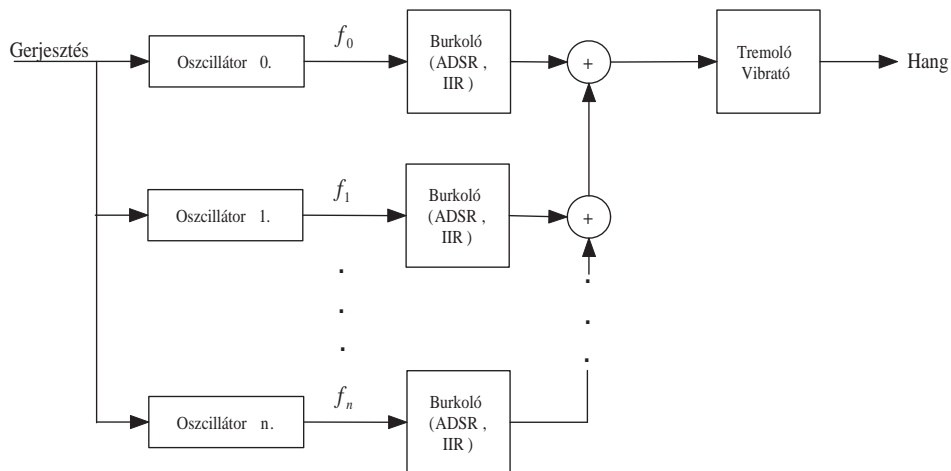 Gerjesztés
Oszcillátor 0.
f0
Burkoló
(ADSR ,
IIR )
+
Tremoló
Vibrató
Hang
Oszcillátor 1.
f1
Burkoló
(ADSR ,
IIR )
+
Oszcillátor n.
fn
Burkoló
(ADSR ,
IIR )